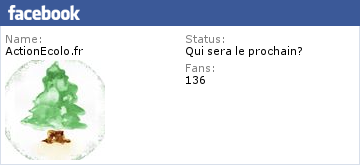 facebook
Name:
ActionEcolo.fr
Status:
Qui sera le prochain?
Fans:
136